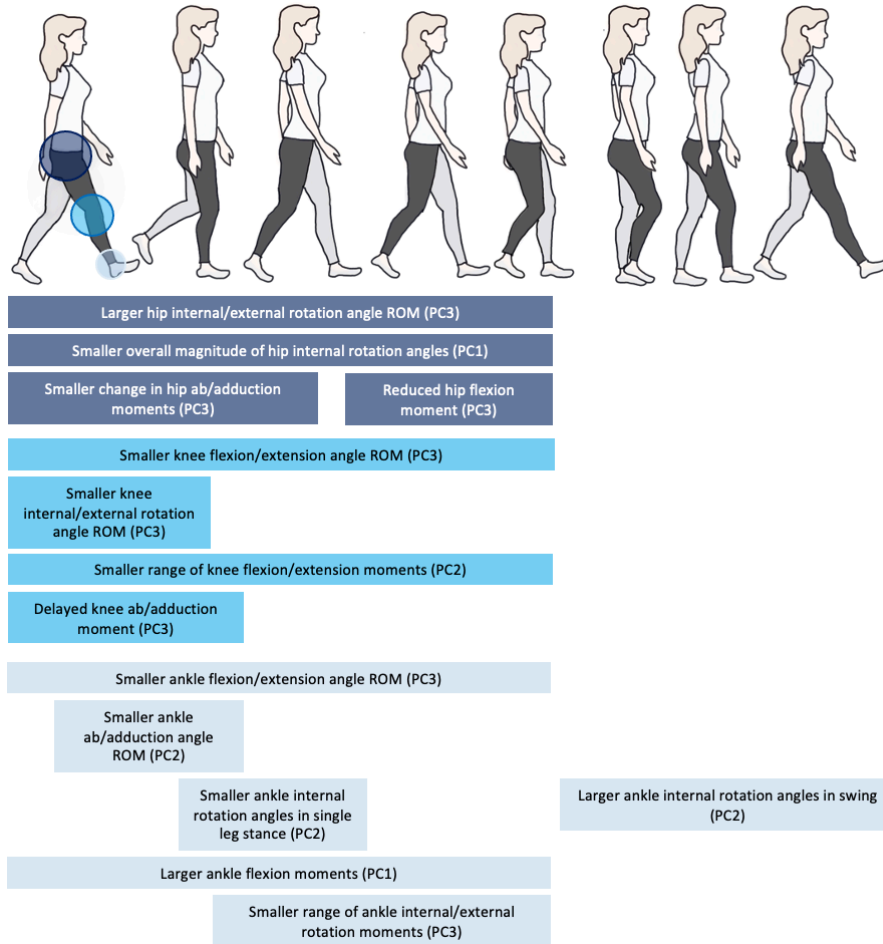 Larger hip internal/external rotation angle ROM (PC3)
Smaller overall magnitude of hip internal rotation angles (PC1)
Smaller change in hip ab/adduction
moments (PC3)
Reduced hip flexion
moment (PC3)
Smaller knee flexion/extension angle ROM (PC3)
Smaller knee
internal/external rotation
angle ROM (PC3)
Smaller range of knee flexion/extension moments (PC2)
Delayed knee ab/adduction
moment (PC3)
Smaller ankle flexion/extension angle ROM (PC3)
Smaller ankle
ab/adduction angle
ROM (PC2)
Smaller ankle internal
rotation angles in single
leg stance (PC2)
Larger ankle internal rotation angles in swing
(PC2)
Larger ankle flexion moments (PC1)
Smaller range of ankle internal/external
rotation moments (PC3)